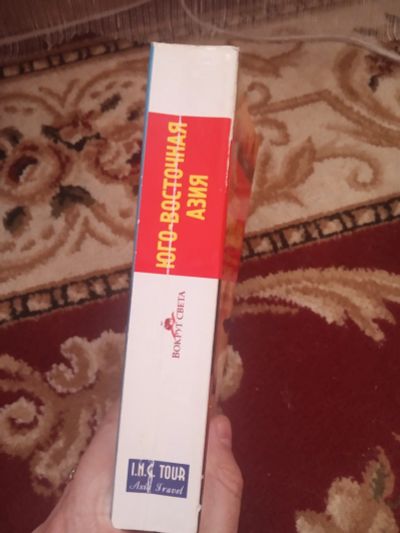 ЮГО-ВОСТОЧНАЯ
АЗИЯ
ВОКРУГ СВЕТА
I.N.G. TOUR
Asia Travel